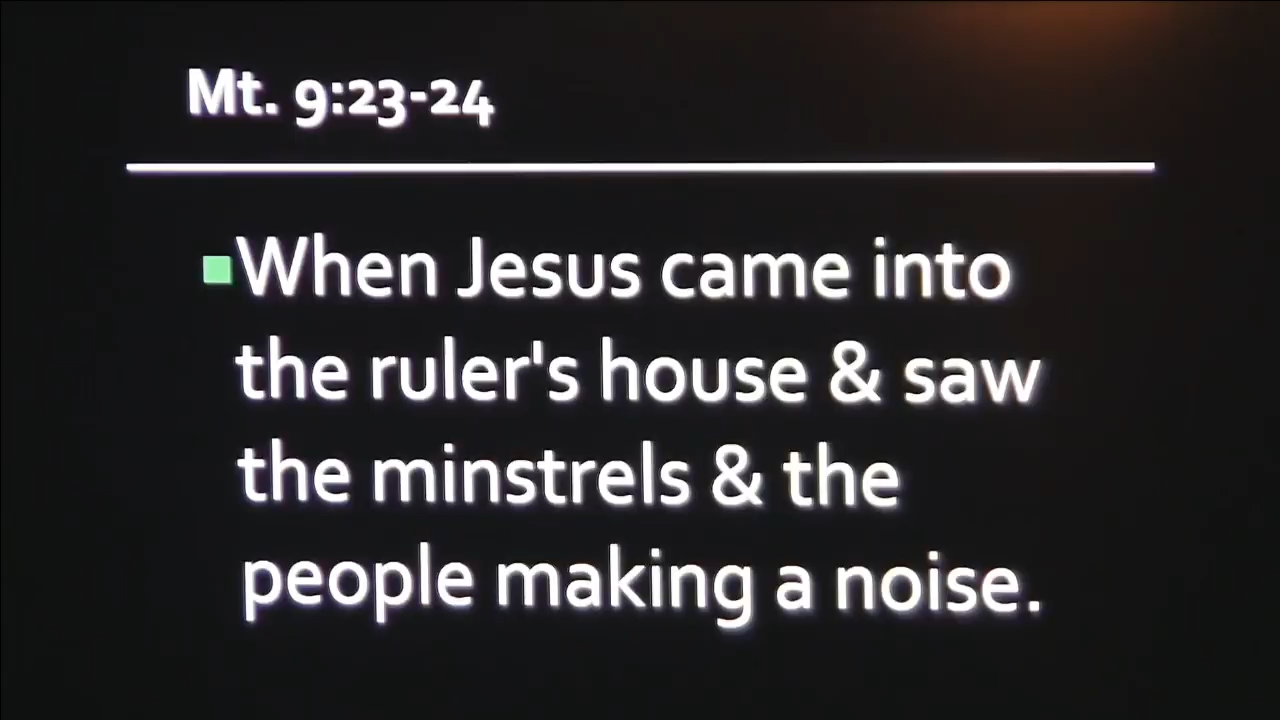 Mt. 9:23-24
When Jesus came into
the ruler's house & saw
the minstrels & the
people making a noise.